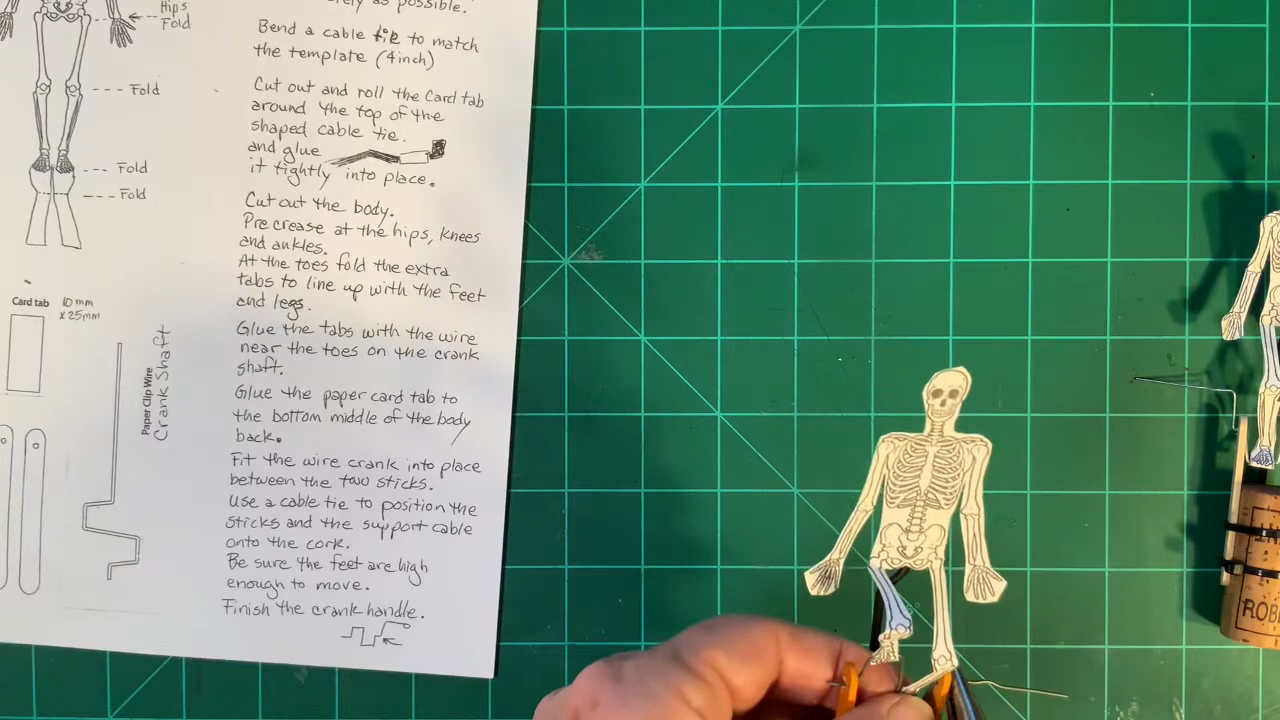 Hips
Fold
Fold
Fold
Fold
Card tab 10mm
x 25mm
Paper Clip Wire
Crank Shaft
as possible.
Bend a cable tie to match
the template (4inch)
Cut out and roll the Card tab
around the top of the
shaped cable tie.
and glue
it tightly into place.
Cut out the body.
Pre crease at the hips, knees
and ankles.
At the toes fold the extra
tabs to line up with the feet
and legs.
Glue the tabs with the wire
near the toes on the crank
shaft.
Glue the paper card tab to
the bottom middle of the body
back.
Fit the wire crank into place
between the two sticks.
Use a cable tie to position the
sticks and the support cable
onto the cork.
Be sure the feet are high
enough to move.
Finish the crank handle.